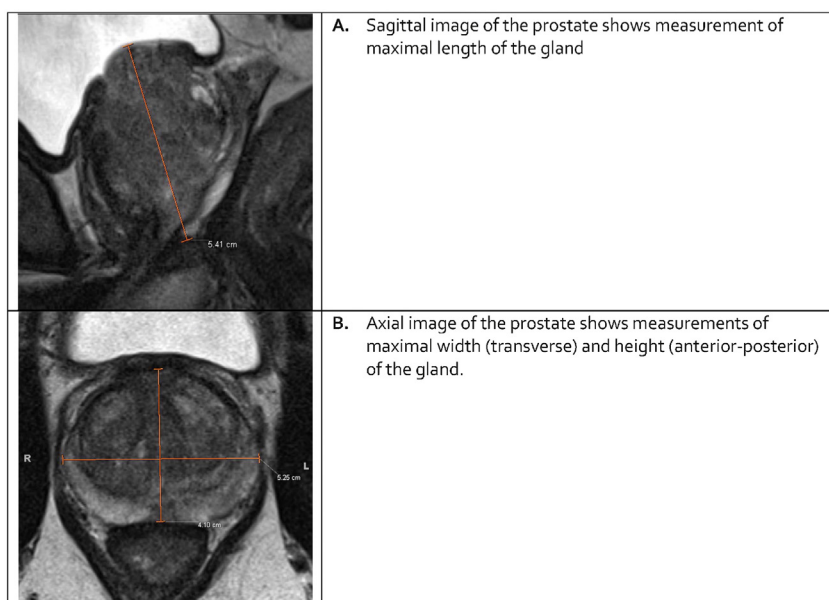 A. Sagittal image of the prostate shows measurement of
maximal length of the gland
5.41 cm
B. Axial image of the prostate shows measurements of
maximal width (transverse) and height (anterior-posterior)
of the gland.
R
L
5.25 cm
4.10 cm